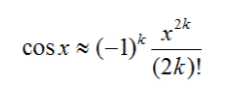 cos x ≈ (−1)^k x^{2k}/(2k)!